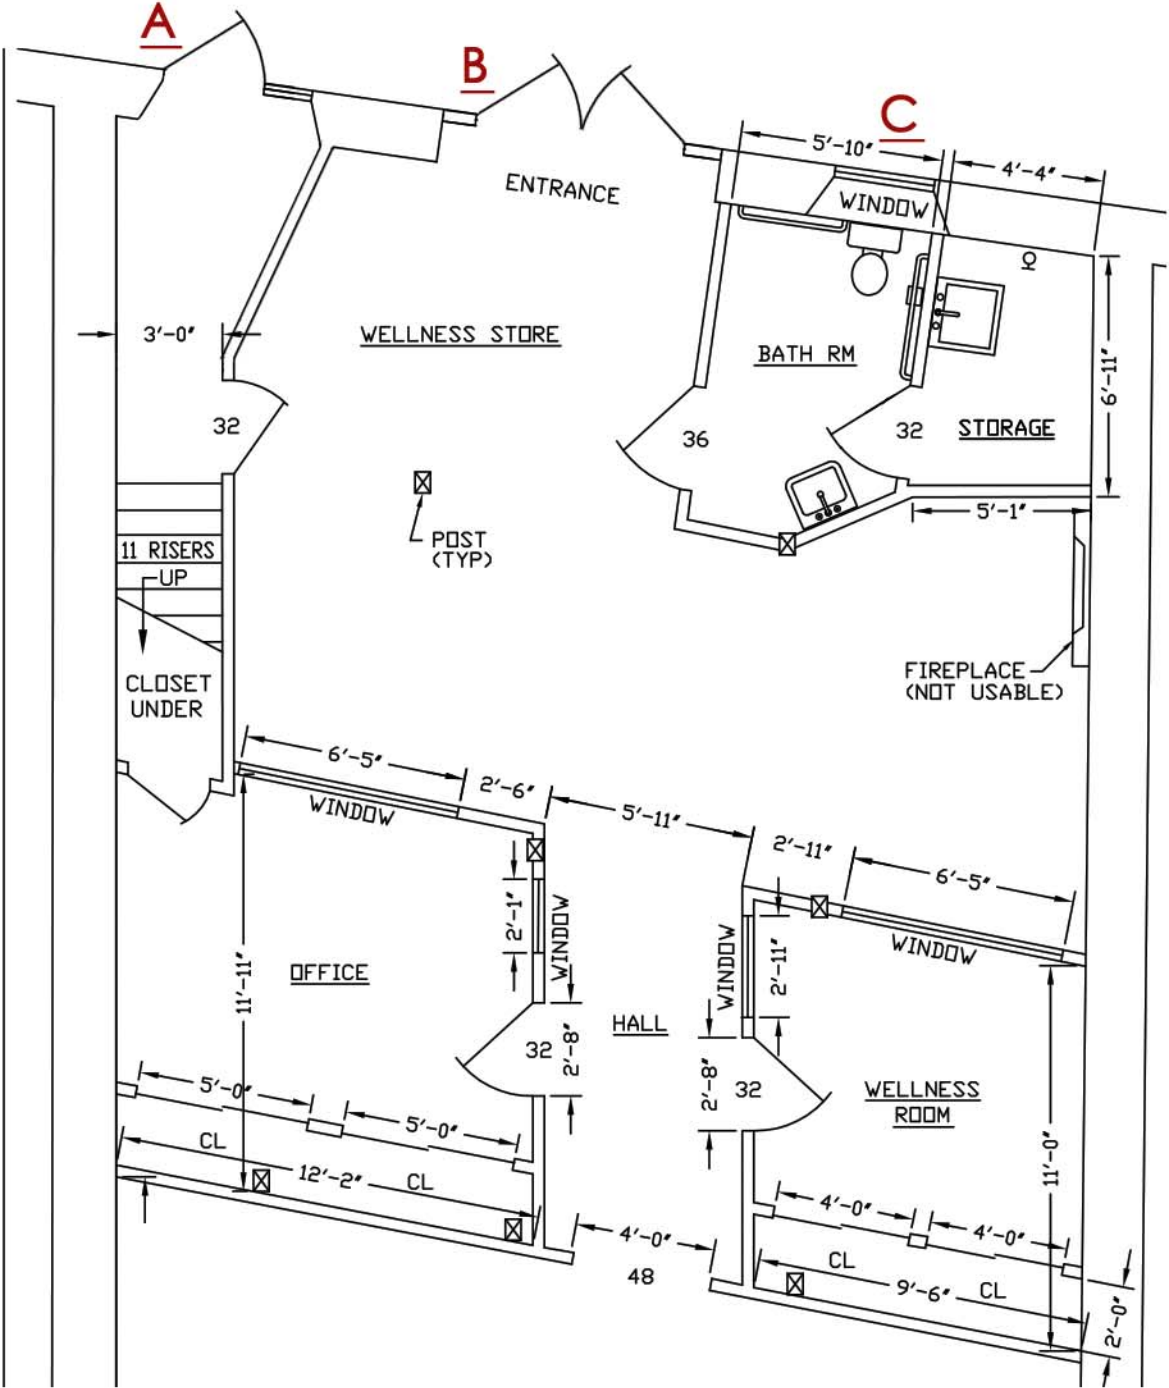 A
B
C
5'-10"
4'-4"
ENTRANCE
WINDOW
3'-0"
WELLNESS STORE
BATH RM
6'-11"
32
36
32
STORAGE
5'-1"
POST
(TYP)
11 RISERS
UP
CLOSET
UNDER
FIREPLACE
(NOT USABLE)
6'-5"
2'-6"
WINDOW
5'-11"
2'-11"
6'-5"
WINDOW
2'-1"
WINDOW
WINDOW
2'-11"
11'-11"
OFFICE
HALL
32
2'-8"
2'-8"
32
WELLNESS
ROOM
5'-0"
5'-0"
CL
12'-2"
CL
11'-0"
4'-0"
4'-0"
4'-0"
48
CL
9'-6"
CL
2'-0"